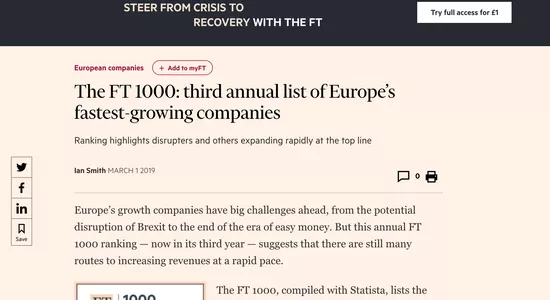 STEER FROM CRISIS TO
RECOVERY WITH THE FT
Try full access for £1
European companies
+ Add to myFT
The FT 1000: third annual list of Europe’s
fastest-growing companies
Ranking highlights disrupters and others expanding rapidly at the top line
Ian Smith MARCH 1 2019
0
Save
Europe’s growth companies have big challenges ahead, from the potential
disruption of Brexit to the end of the era of easy money. But this annual FT
1000 ranking — now in its third year — suggests that there are still many
routes to increasing revenues at a rapid pace.
FT 1000
The FT 1000, compiled with Statista, lists the